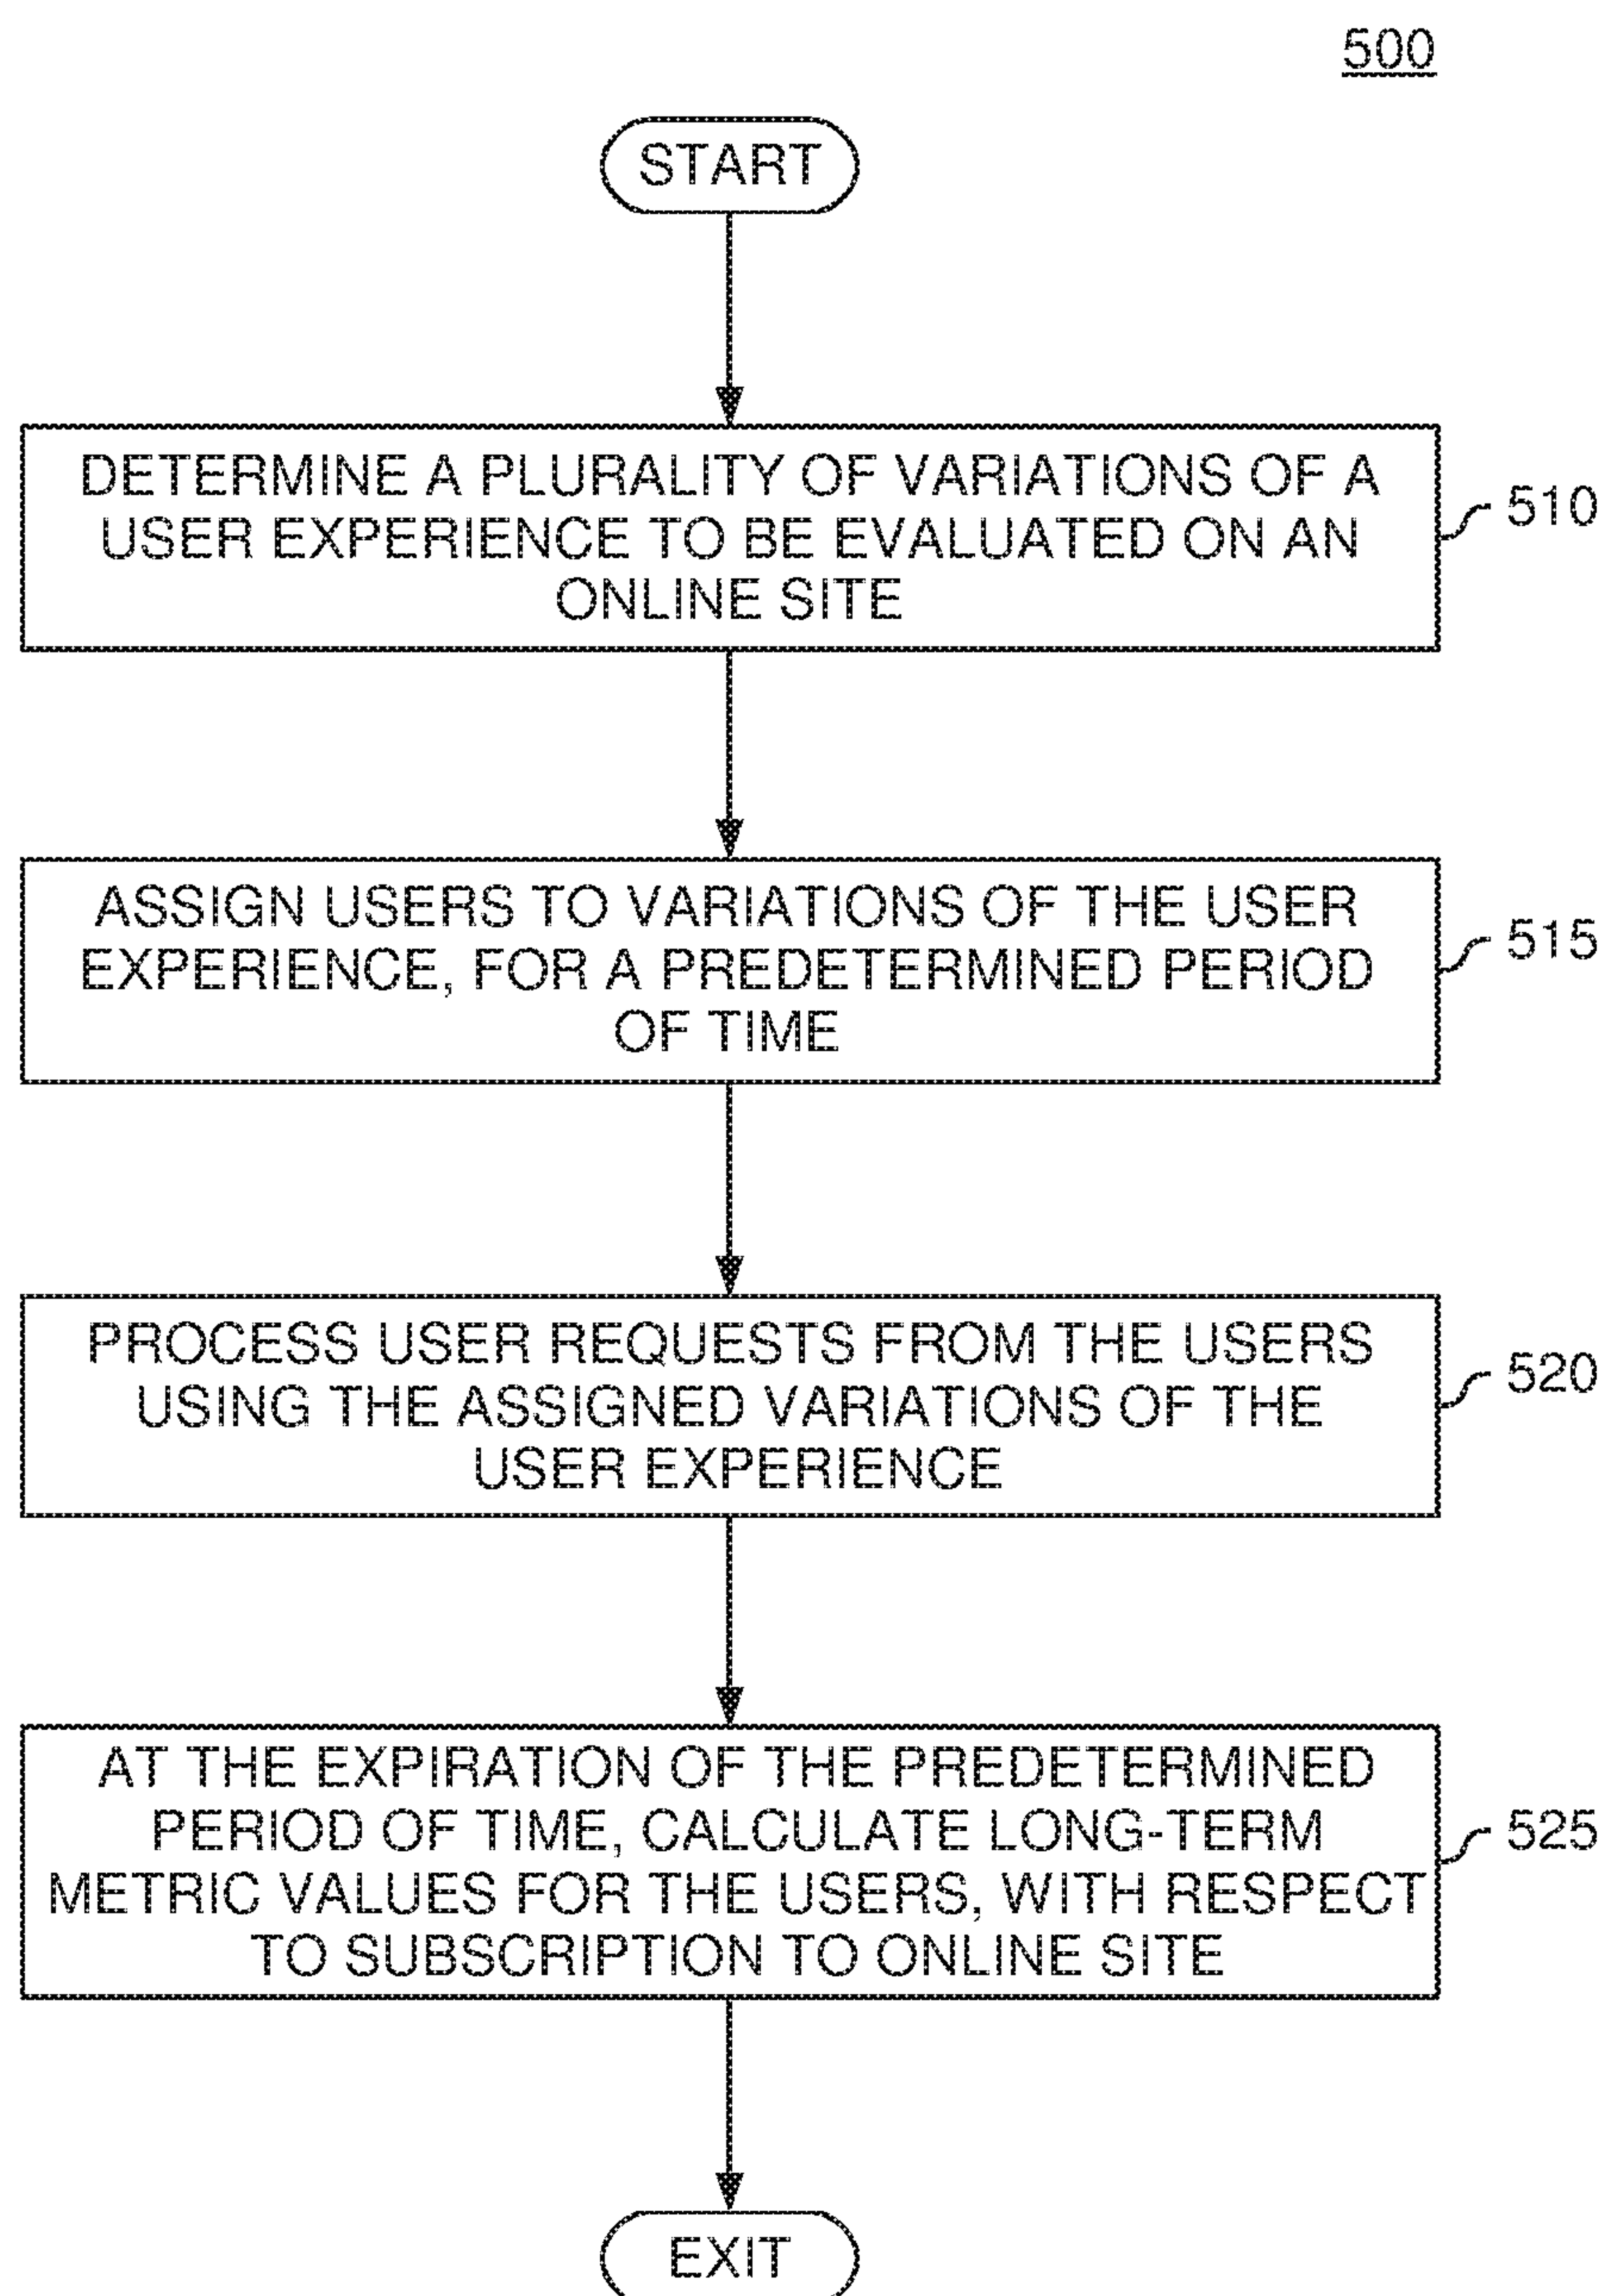 500
START
DETERMINE A PLURALITY OF VARIATIONS OF A
USER EXPERIENCE TO BE EVALUATED ON AN
ONLINE SITE
510
ASSIGN USERS TO VARIATIONS OF THE USER
EXPERIENCE, FOR A PREDETERMINED PERIOD
OF TIME
515
PROCESS USER REQUESTS FROM THE USERS
USING THE ASSIGNED VARIATIONS OF THE
USER EXPERIENCE
520
AT THE EXPIRATION OF THE PREDETERMINED
PERIOD OF TIME, CALCULATE LONG-TERM
METRIC VALUES FOR THE USERS, WITH RESPECT
TO SUBSCRIPTION TO ONLINE SITE
525
EXIT